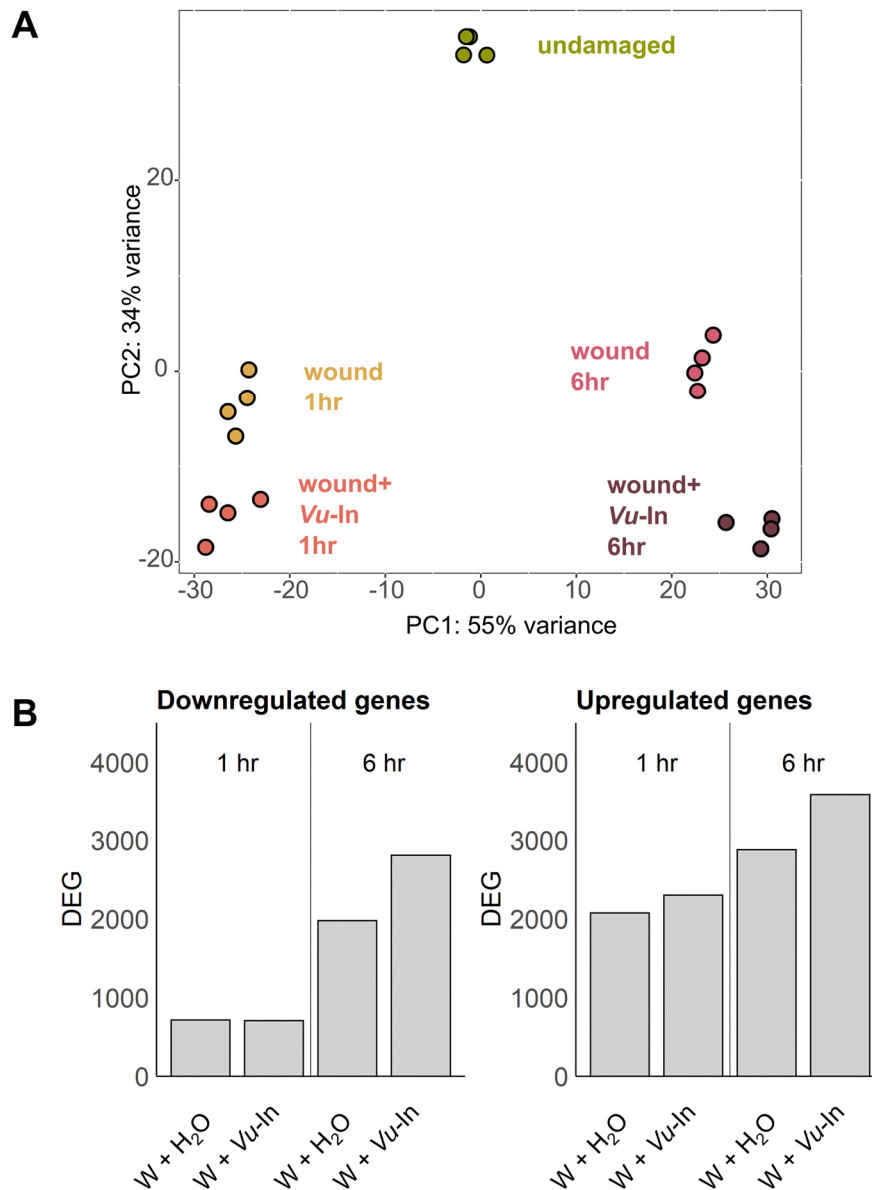 A
undamaged
20
PC2: 34% variance
0
wound
1hr
wound
6hr
wound+
Vu-In
1hr
wound+
Vu-In
6hr
-20
-30 -20 -10 0 10 20 30
PC1: 55% variance
B
Downregulated genes
1 hr 6 hr
4000
3000
DEG
2000
1000
0
W + H₂O W + Vu-In W + H₂O W + Vu-In
Upregulated genes
1 hr 6 hr
4000
3000
DEG
2000
1000
0
W + H₂O W + Vu-In W + H₂O W + Vu-In